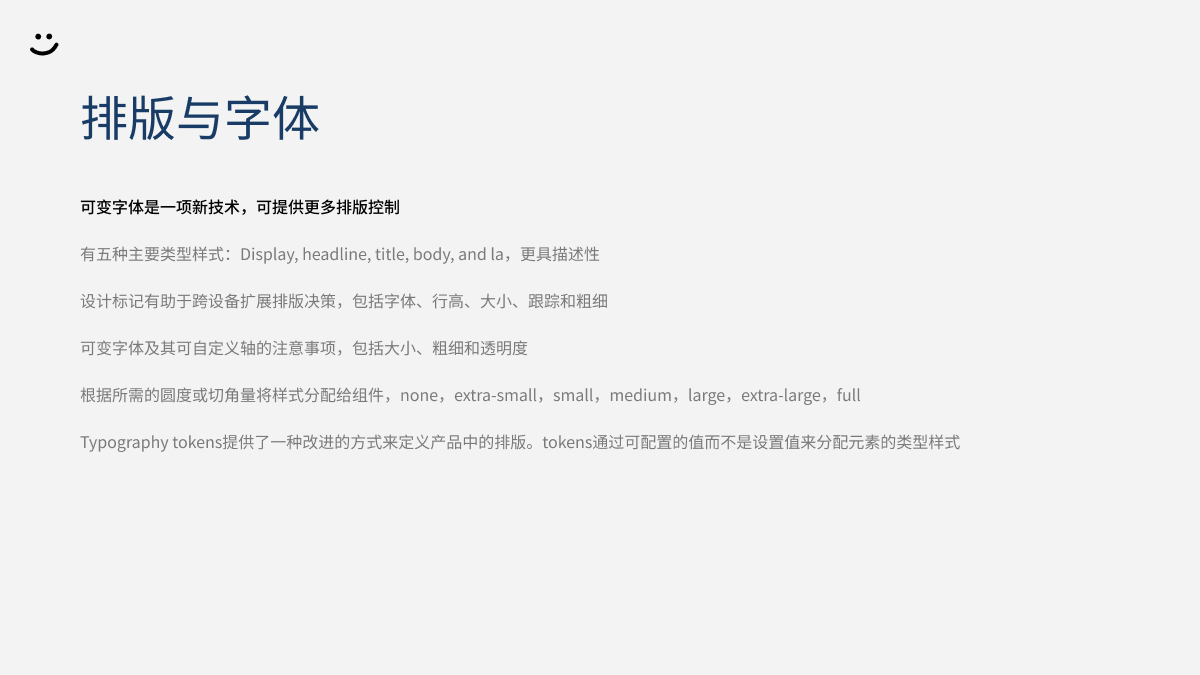 排版与字体
可变字体是一项新技术，可提供更多排版控制
有五种主要类型样式：Display, headline, title, body, and la，更具描述性
设计标记有助于跨设备扩展排版决策，包括字体、行高、大小、跟踪和粗细
可变字体及其可自定义轴的注意事项，包括大小、粗细和透明度
根据所需的圆度或切角量将样式分配给组件，none，extra-small，small，medium，large，extra-large，full
Typography tokens提供了一种改进的方式来定义产品中的排版。tokens通过可配置的值而不是设置值来分配元素的类型样式